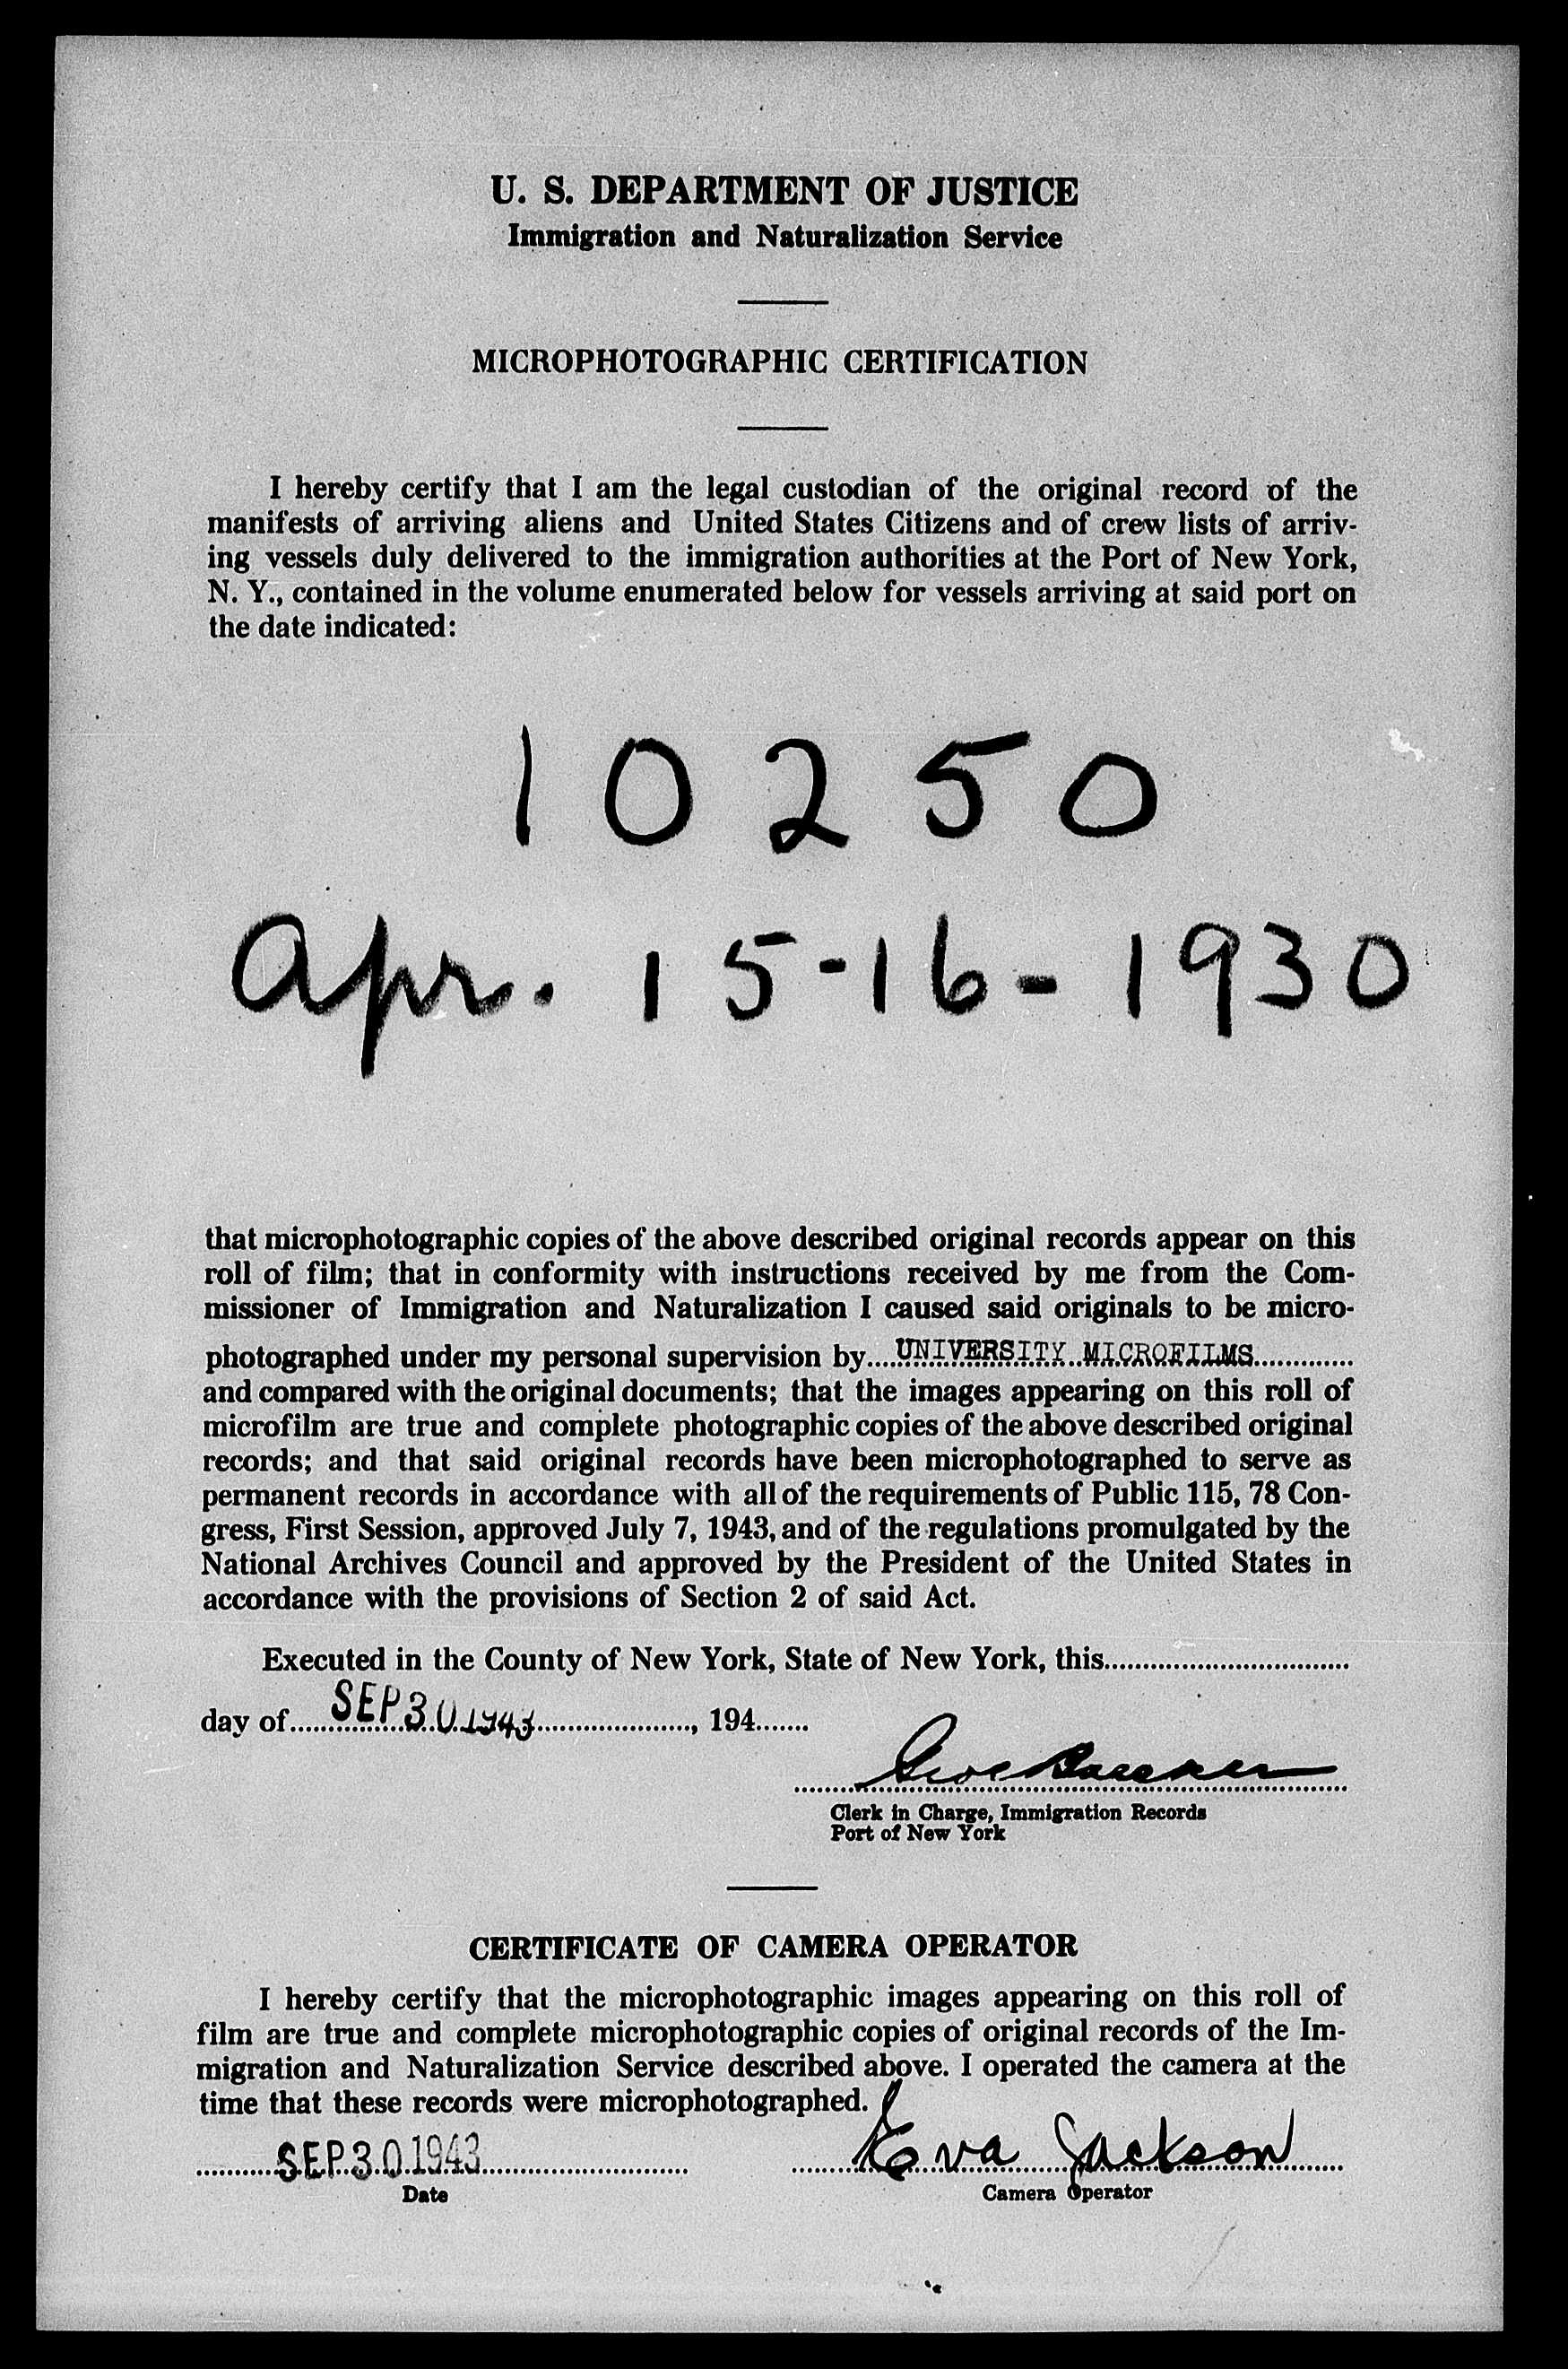 U. S. DEPARTMENT OF JUSTICE
Immigration and Naturalization Service
MICROPHOTOGRAPHIC CERTIFICATION
I hereby certify that I am the legal custodian of the original record of the
manifests of arriving aliens and United States Citizens and of crew lists of arriv-
ing vessels duly delivered to the immigration authorities at the Port of New York,
N. Y., contained in the volume enumerated below for vessels arriving at said port on
the date indicated:
10250
Apr. 15-16-1930
that microphotographic copies of the above described original records appear on this
roll of film; that in conformity with instructions received by me from the Com-
missioner of Immigration and Naturalization I caused said originals to be micro-
photographed under my personal supervision by....UNIVERSITY MICROFILMS............
and compared with the original documents; that the images appearing on this roll of
microfilm are true and complete photographic copies of the above described original
records; and that said original records have been microphotographed to serve as
permanent records in accordance with all of the requirements of Public 115, 78 Con-
gress, First Session, approved July 7, 1943, and of the regulations promulgated by the
National Archives Council and approved by the President of the United States in
accordance with the provisions of Section 2 of said Act.
Executed in the County of New York, State of New York, this................................
day of......SEP 30 1943...................., 194.......
Clerk in Charge, Immigration Records
Port of New York
CERTIFICATE OF CAMERA OPERATOR
I hereby certify that the microphotographic images appearing on this roll of
film are true and complete microphotographic copies of original records of the Im-
migration and Naturalization Service described above. I operated the camera at the
time that these records were microphotographed.
SEP 30 1943 Eva Jackson
Date Camera Operator